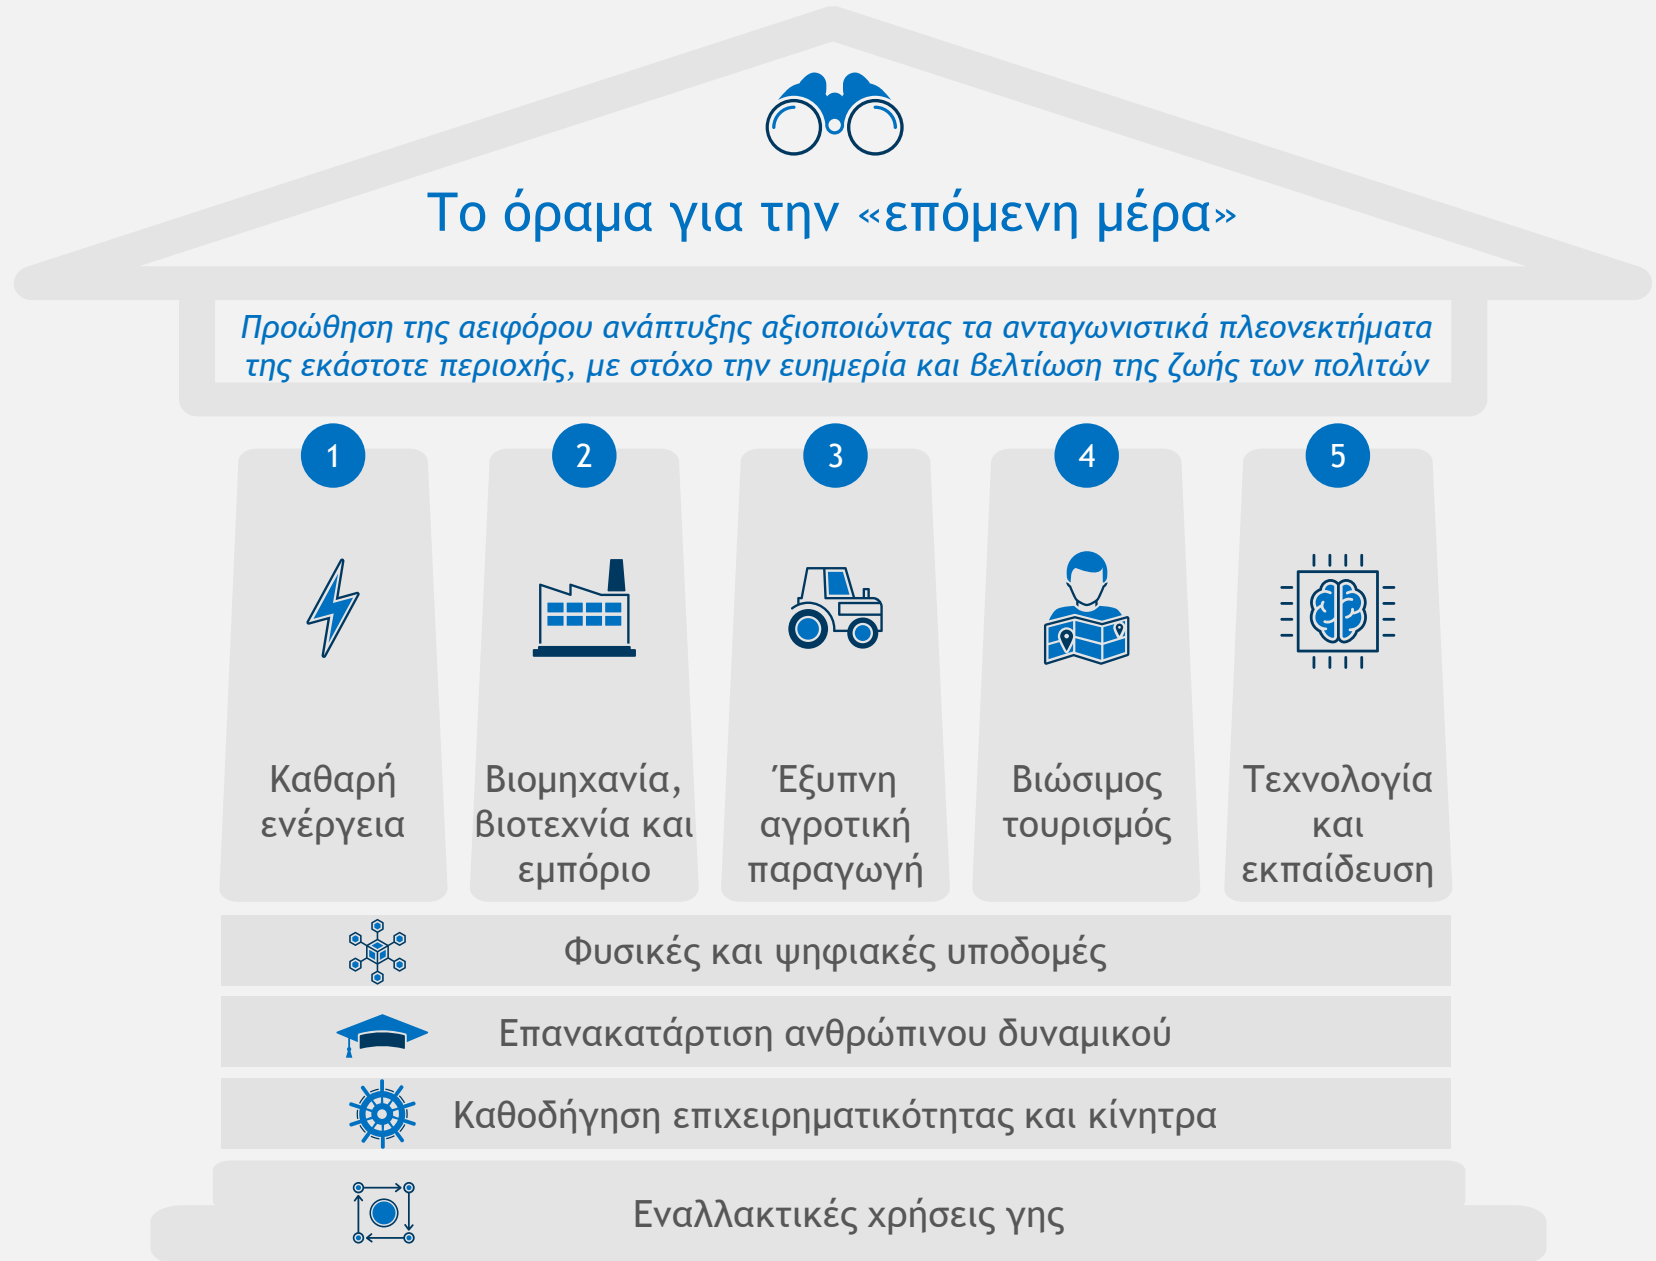 Το όραμα για την «επόμενη μέρα»
Προώθηση της αειφόρου ανάπτυξης αξιοποιώντας τα ανταγωνιστικά πλεονεκτήματα
της εκάστοτε περιοχής, με στόχο την ευημερία και βελτίωση της ζωής των πολιτών
1
Καθαρή
ενέργεια
2
Βιομηχανία,
βιοτεχνία και
εμπόριο
3
Έξυπνη
αγροτική
παραγωγή
4
Βιώσιμος
τουρισμός
5
Τεχνολογία
και
εκπαίδευση
Φυσικές και ψηφιακές υποδομές
Επανακατάρτιση ανθρώπινου δυναμικού
Καθοδήγηση επιχειρηματικότητας και κίνητρα
Εναλλακτικές χρήσεις γης